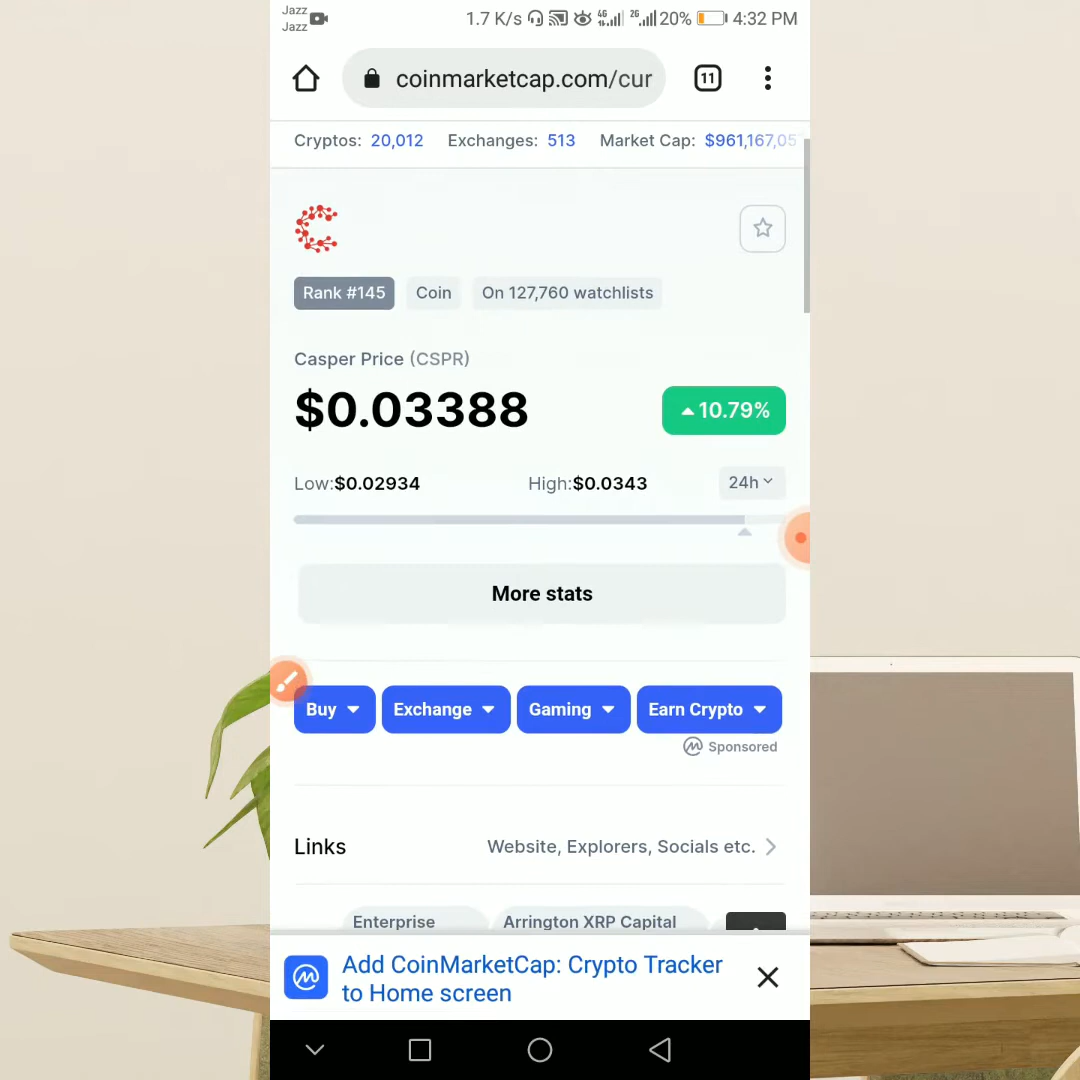 Jazz
Jazz
1.7 K/s 4G 2G 20% 4:32 PM
coinmarketcap.com/cur
11
Cryptos: 20,012 Exchanges: 513 Market Cap: $961,167,05
Rank #145
Coin
On 127,760 watchlists
Casper Price (CSPR)
$0.03388
10.79%
Low:$0.02934
High:$0.0343
24h
More stats
Buy
Exchange
Gaming
Earn Crypto
Sponsored
Links
Website, Explorers, Socials etc.
Enterprise
Arrington XRP Capital
Add CoinMarketCap: Crypto Tracker
to Home screen